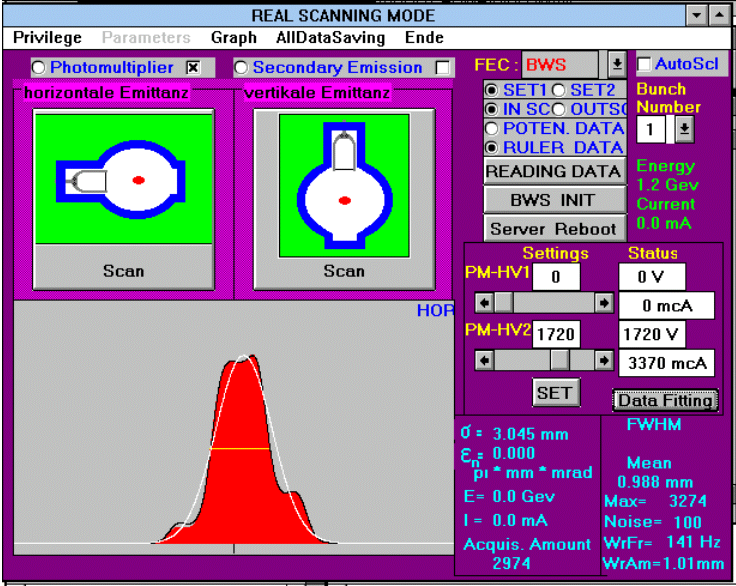 REAL SCANNING MODE
Privilege Parameters Graph AllDataSaving Ende
Photomultiplier Secondary Emission FEC: BWS AutoScl
horizontale Emittanz vertikale Emittanz
SET1 SET2
IN SC OUTSC
POTEN. DATA
RULER DATA
Bunch
Number
1
READING DATA
BWS INIT
Server Reboot
Energy
1.2 Gev
Current
0.0 mA
Scan Scan
Settings Status
PM-HV1 0 0 V
0 mcA
PM-HV2 1720 1720 V
3370 mcA
SET Data Fitting
HOR
σ = 3.045 mm
εn= 0.000
pi * mm * mrad
E= 0.0 Gev
I = 0.0 mA
Acquis. Amount
2974
FWHM
Mean
0.988 mm
Max= 3274
Noise= 100
WrFr= 141 Hz
WrAm=1.01mm